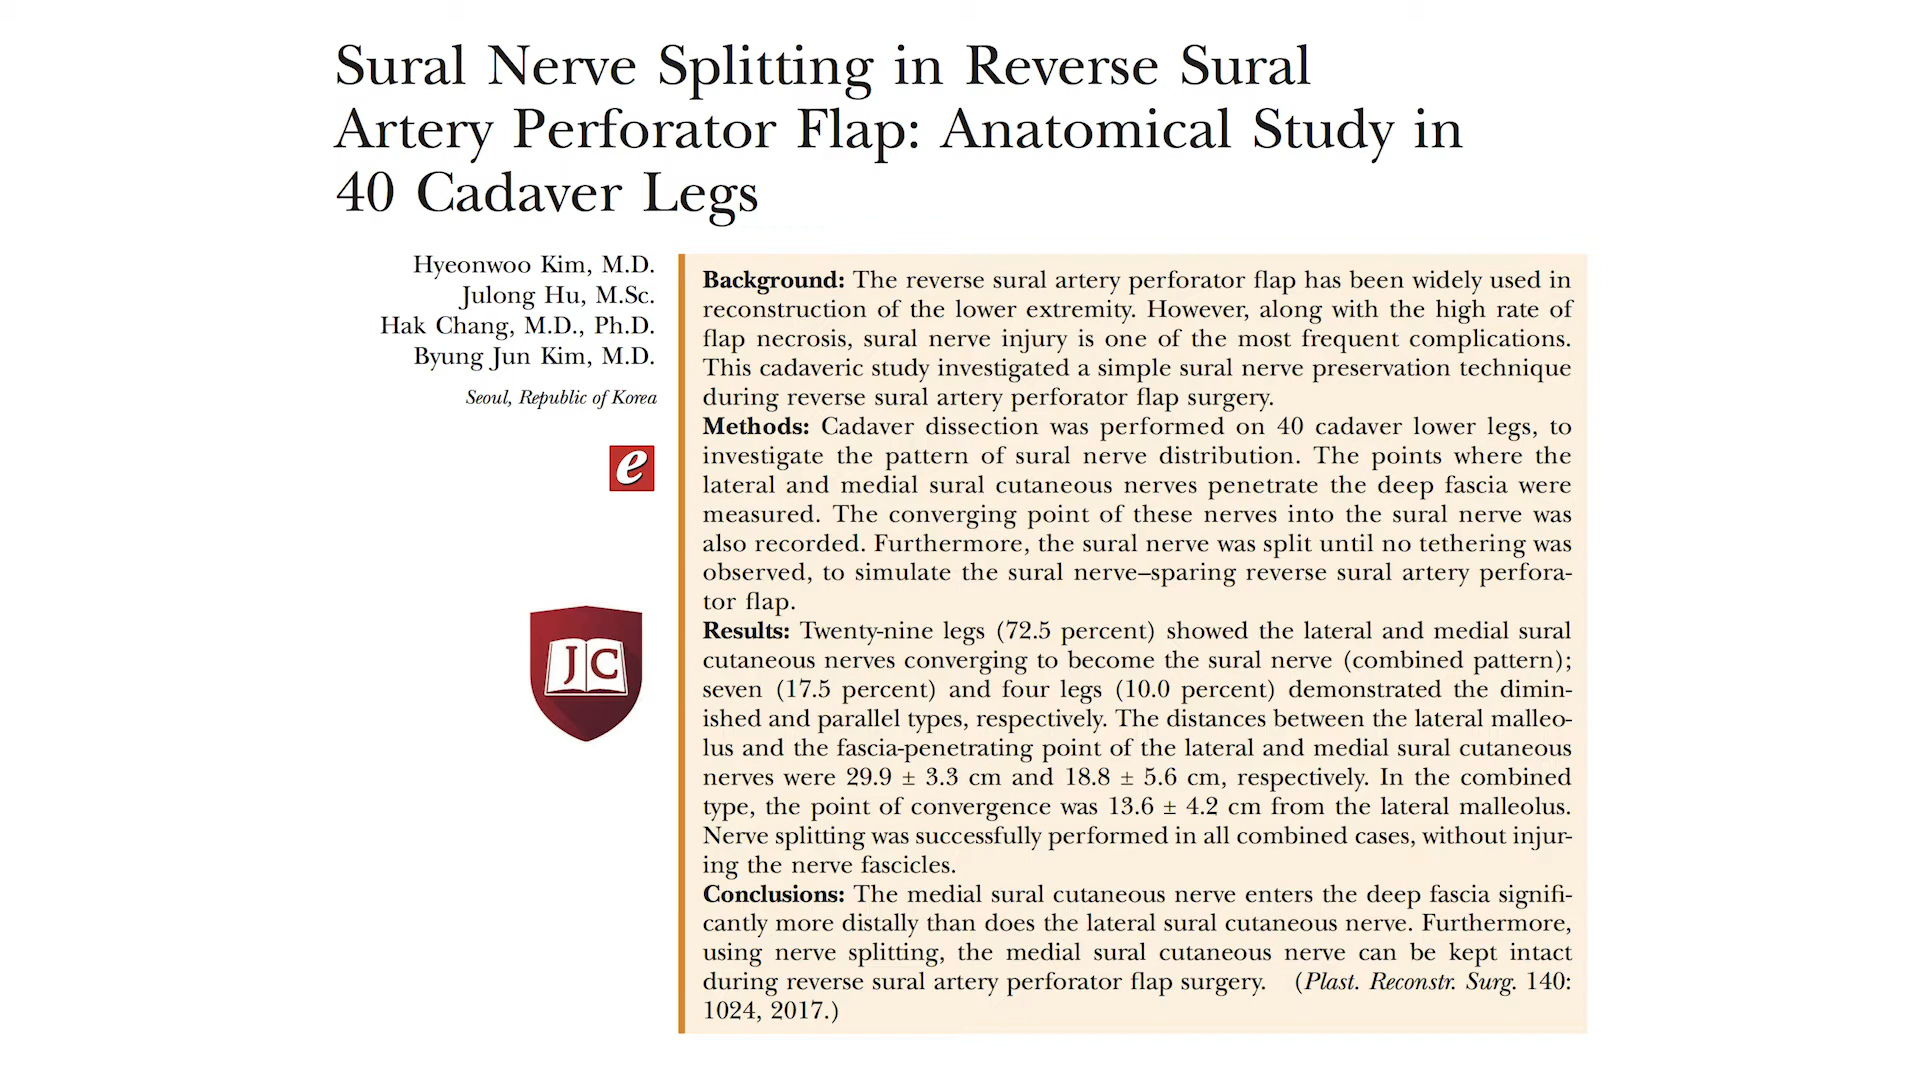 Sural Nerve Splitting in Reverse Sural
Artery Perforator Flap: Anatomical Study in
40 Cadaver Legs
Hyeonwoo Kim, M.D.
Julong Hu, M.Sc.
Hak Chang, M.D., Ph.D.
Byung Jun Kim, M.D.
Seoul, Republic of Korea
e
J C
Background: The reverse sural artery perforator flap has been widely used in
reconstruction of the lower extremity. However, along with the high rate of
flap necrosis, sural nerve injury is one of the most frequent complications.
This cadaveric study investigated a simple sural nerve preservation technique
during reverse sural artery perforator flap surgery.
Methods: Cadaver dissection was performed on 40 cadaver lower legs, to
investigate the pattern of sural nerve distribution. The points where the
lateral and medial sural cutaneous nerves penetrate the deep fascia were
measured. The converging point of these nerves into the sural nerve was
also recorded. Furthermore, the sural nerve was split until no tethering was
observed, to simulate the sural nerve–sparing reverse sural artery perfora-
tor flap.
Results: Twenty-nine legs (72.5 percent) showed the lateral and medial sural
cutaneous nerves converging to become the sural nerve (combined pattern);
seven (17.5 percent) and four legs (10.0 percent) demonstrated the dimin-
ished and parallel types, respectively. The distances between the lateral malleo-
lus and the fascia-penetrating point of the lateral and medial sural cutaneous
nerves were 29.9 ± 3.3 cm and 18.8 ± 5.6 cm, respectively. In the combined
type, the point of convergence was 13.6 ± 4.2 cm from the lateral malleolus.
Nerve splitting was successfully performed in all combined cases, without injur-
ing the nerve fascicles.
Conclusions: The medial sural cutaneous nerve enters the deep fascia signifi-
cantly more distally than does the lateral sural cutaneous nerve. Furthermore,
using nerve splitting, the medial sural cutaneous nerve can be kept intact
during reverse sural artery perforator flap surgery. (Plast. Reconstr. Surg. 140:
1024, 2017.)